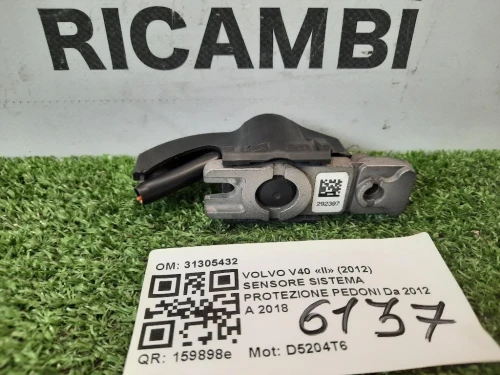 RICAMBI
292397
OM: 31305432
VOLVO V40 «II» (2012)
SENSORE SISTEMA
PROTEZIONE PEDONI Da 2012
A 2018
6137
QR: 159898e Mot: D5204T6